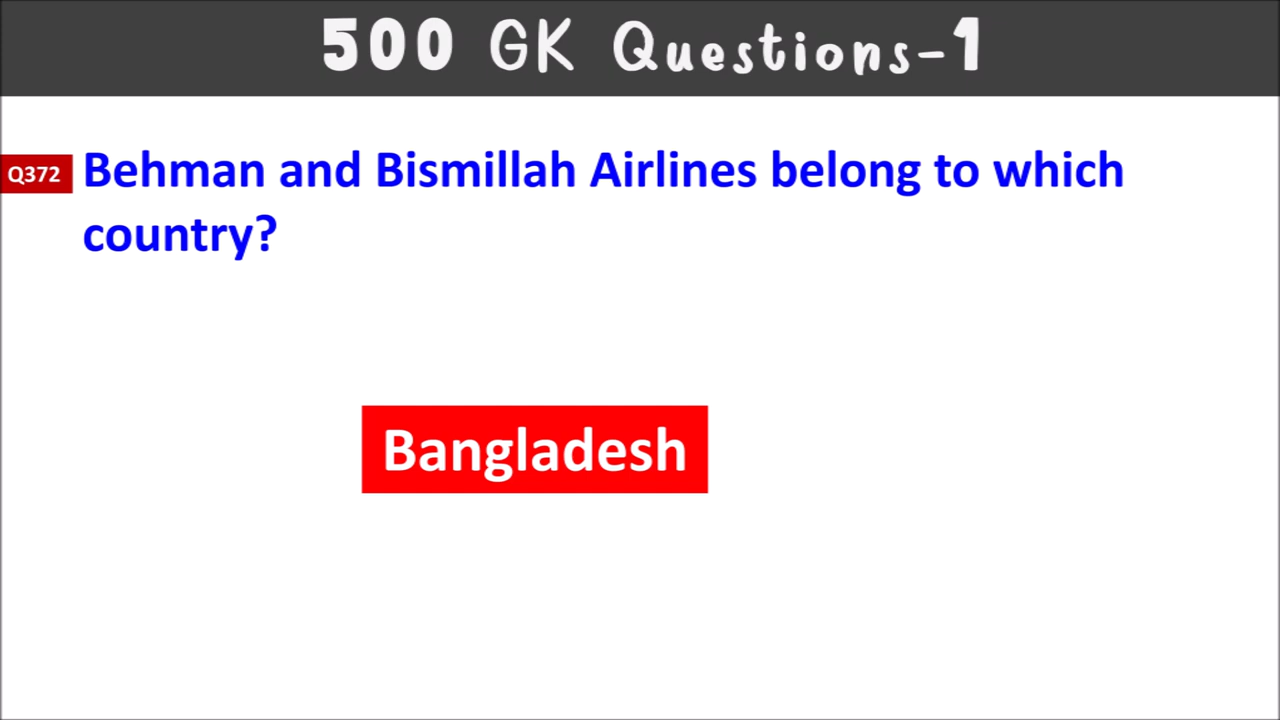 500 GK Questions-1
Q372 Behman and Bismillah Airlines belong to which
country?
Bangladesh